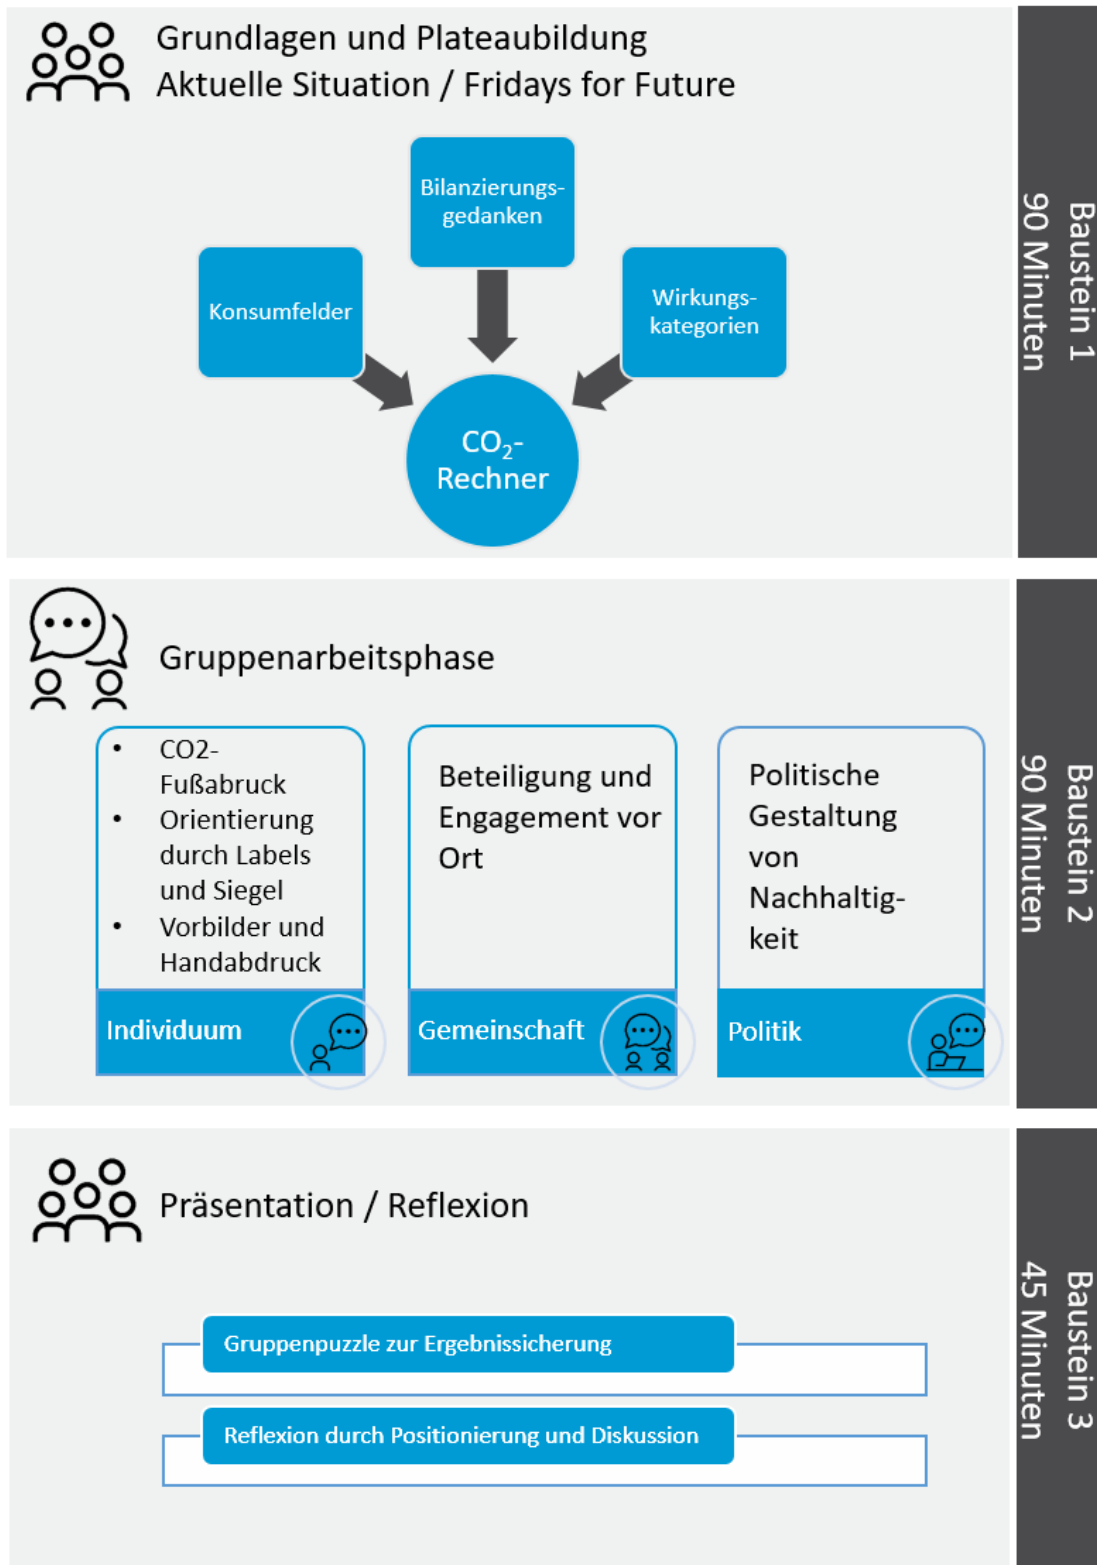 Grundlagen und Plateaubildung
Aktuelle Situation / Fridays for Future
Bilanzierungs-
gedanken
Konsumfelder
Wirkungs-
kategorien
CO₂-
Rechner
Baustein 1
90 Minuten
Gruppenarbeitsphase
• CO2-
Fußabruck
• Orientierung
durch Labels
und Siegel
• Vorbilder und
Handabdruck
Individuum
Beteiligung und
Engagement vor
Ort
Gemeinschaft
Politische
Gestaltung
von
Nachhaltig-
keit
Politik
Baustein 2
90 Minuten
Präsentation / Reflexion
Gruppenpuzzle zur Ergebnissicherung
Reflexion durch Positionierung und Diskussion
Baustein 3
45 Minuten